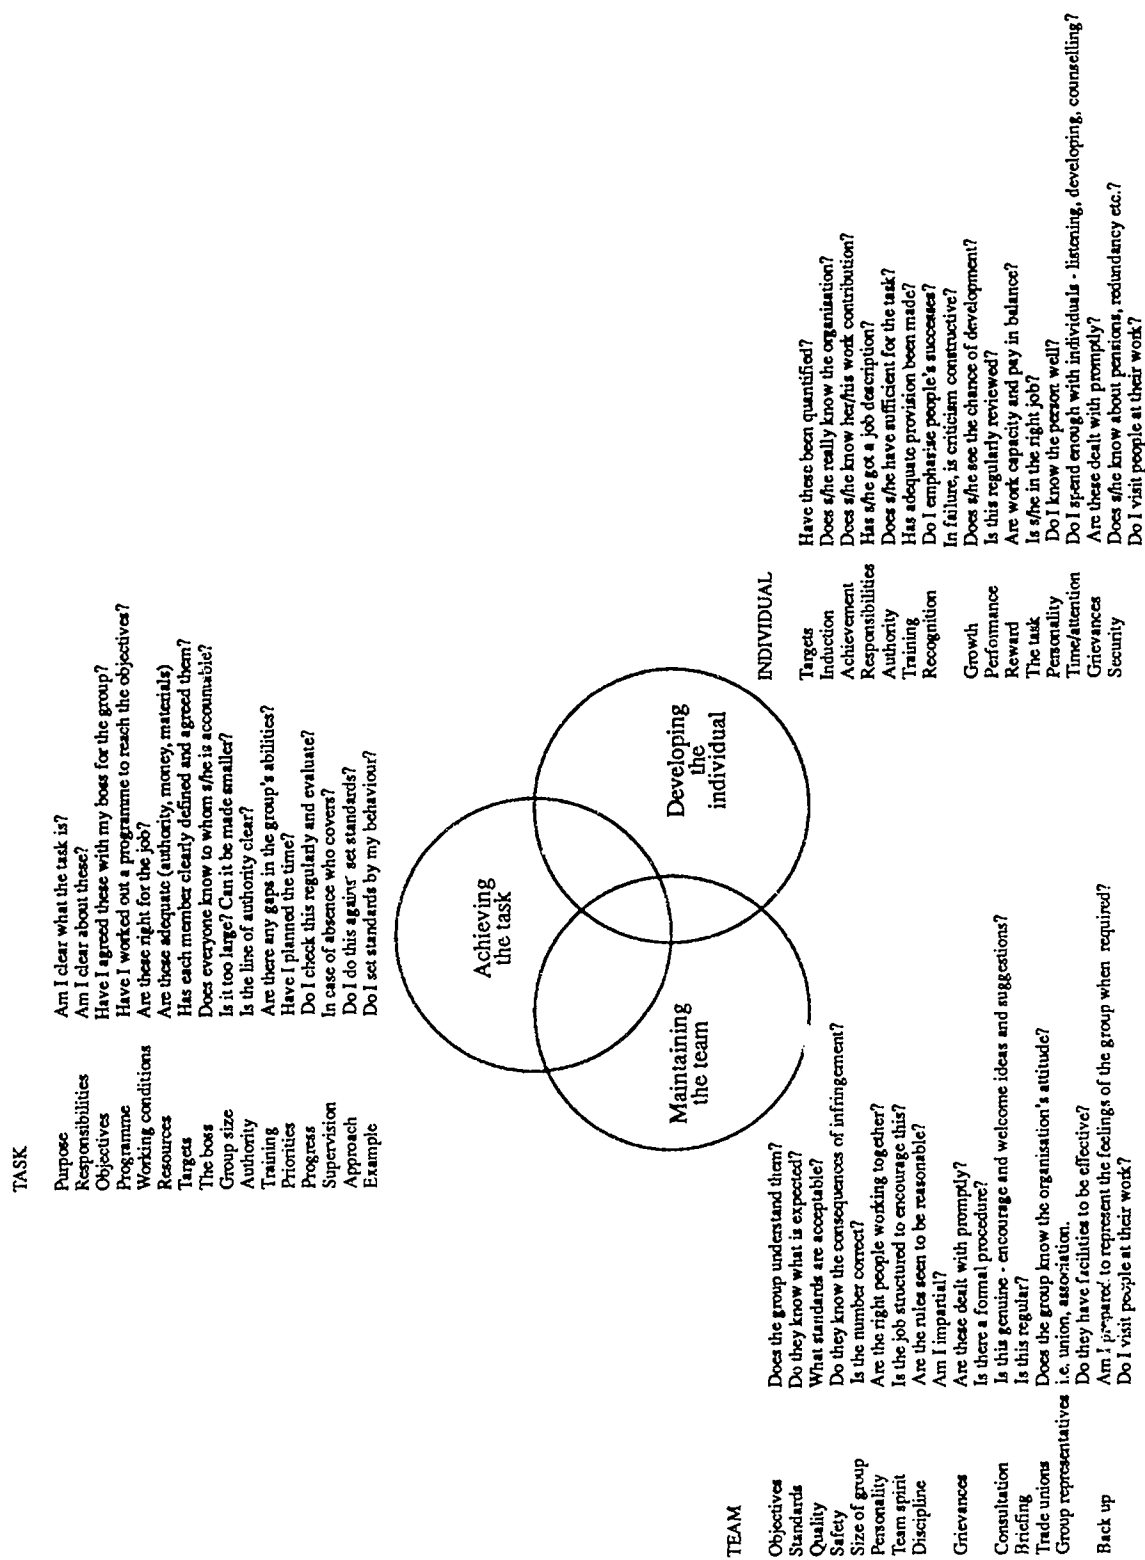 TASK
Purpose Am I clear what the task is?
Responsibilities Am I clear about these?
Objectives Have I agreed these with my boss for the group?
Programme Have I worked out a programme to reach the objectives?
Working conditions Are these right for the job?
Resources Are these adequate (authority, money, materials)
Targets Has each member clearly defined and agreed them?
The boss Does everyone know to whom s/he is accountable?
Group size Is it too large? Can it be made smaller?
Authority Is the line of authority clear?
Training Are there any gaps in the group's abilities?
Priorities Have I planned the time?
Progress Do I check this regularly and evaluate?
Supervision In case of absence who covers?
Approach Do I do this against set standards?
Example Do I set standards by my behaviour?
Achieving
the task
Maintaining
the team
Developing
the
individual
TEAM
Objectives Does the group understand them?
Standards Do they know what is expected?
Quality What standards are acceptable?
Safety Do they know the consequences of infringement?
Size of group Is the number correct?
Personality Are the right people working together?
Team spirit Is the job structured to encourage this?
Discipline Are the rules seen to be reasonable?
Am I impartial?
Grievances Are these dealt with promptly?
Is there a formal procedure?
Consultation Is this genuine - encourage and welcome ideas and suggestions?
Briefing Is this regular?
Trade unions Does the group know the organisation's attitude?
Group representatives i.e. union, association.
Do they have facilities to be effective?
Back up Am I prepared to represent the feelings of the group when required?
Do I visit people at their work?
INDIVIDUAL
Targets Have these been quantified?
Induction Does s/he really know the organisation?
Achievement Does s/he know her/his work contribution?
Responsibilities Has s/he got a job description?
Authority Does s/he have sufficient for the task?
Training Has adequate provision been made?
Recognition Do I emphasise people's successes?
In failure, is criticism constructive?
Growth Does s/he see the chance of development?
Performance Is this regularly reviewed?
Reward Are work capacity and pay in balance?
The task Is s/he in the right job?
Personality Do I know the person well?
Time/attention Do I spend enough with individuals - listening, developing, counselling?
Grievances Are these dealt with promptly?
Security Does s/he know about pensions, redundancy etc.?
Do I visit people at their work?